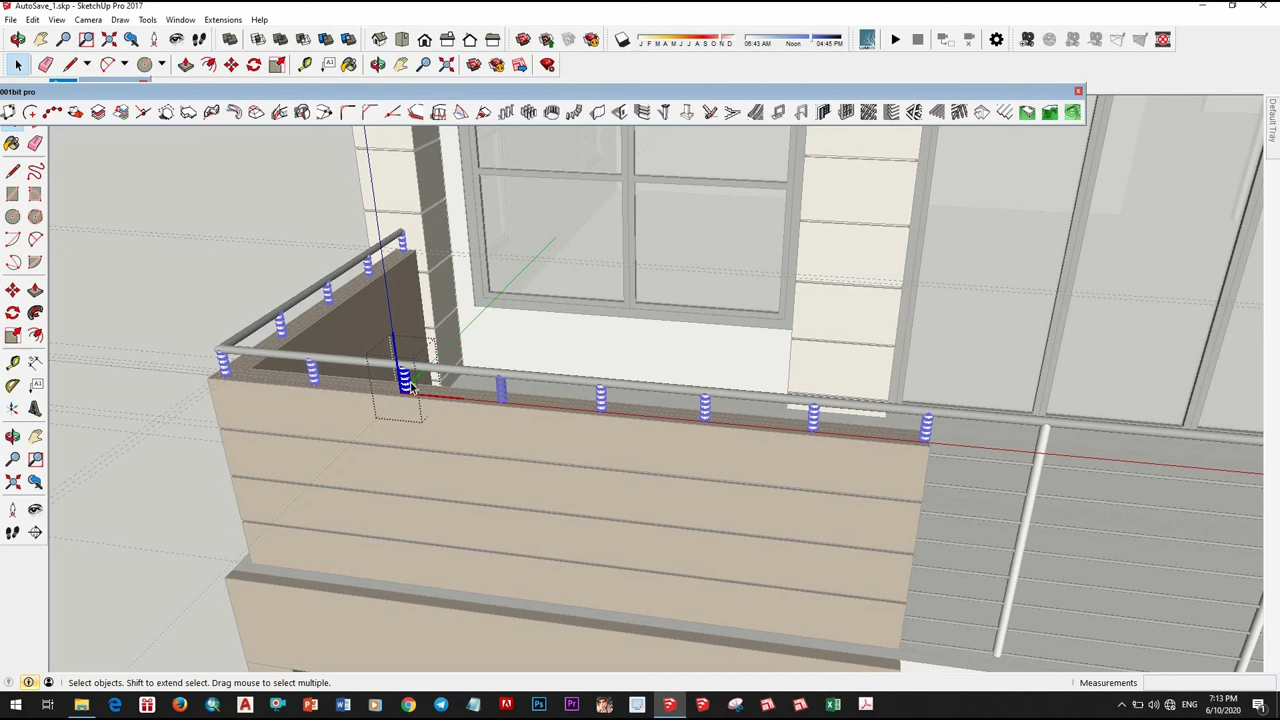 AutoSave_1.skp - SketchUp Pro 2017
File Edit View Camera Draw Tools Window Extensions Help
J F M A M J J A S O N D 06:43 AM Noon 04:45 PM
001bit pro
Default Tray
Select objects. Shift to extend select. Drag mouse to select multiple.
Measurements
ENG
7:13 PM
6/10/2020